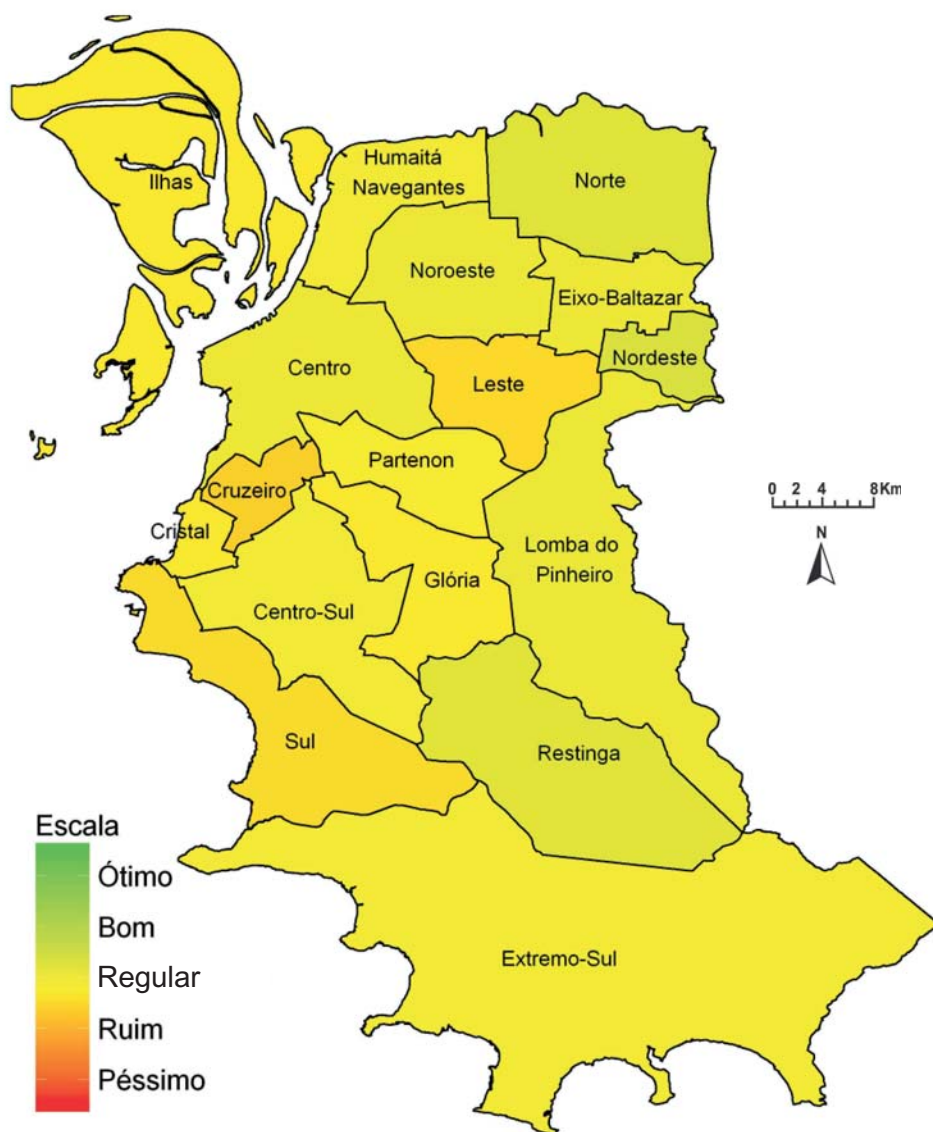 Humaitá
Navegantes
Norte
Ilhas
Noroeste
Eixo-Baltazar
Nordeste
Centro
Leste
Partenon
Cruzeiro
0 2 4 8Km
Cristal
N
Lomba do
Pinheiro
Glória
Centro-Sul
Sul
Restinga
Escala
Ótimo
Bom
Regular
Ruim
Péssimo
Extremo-Sul